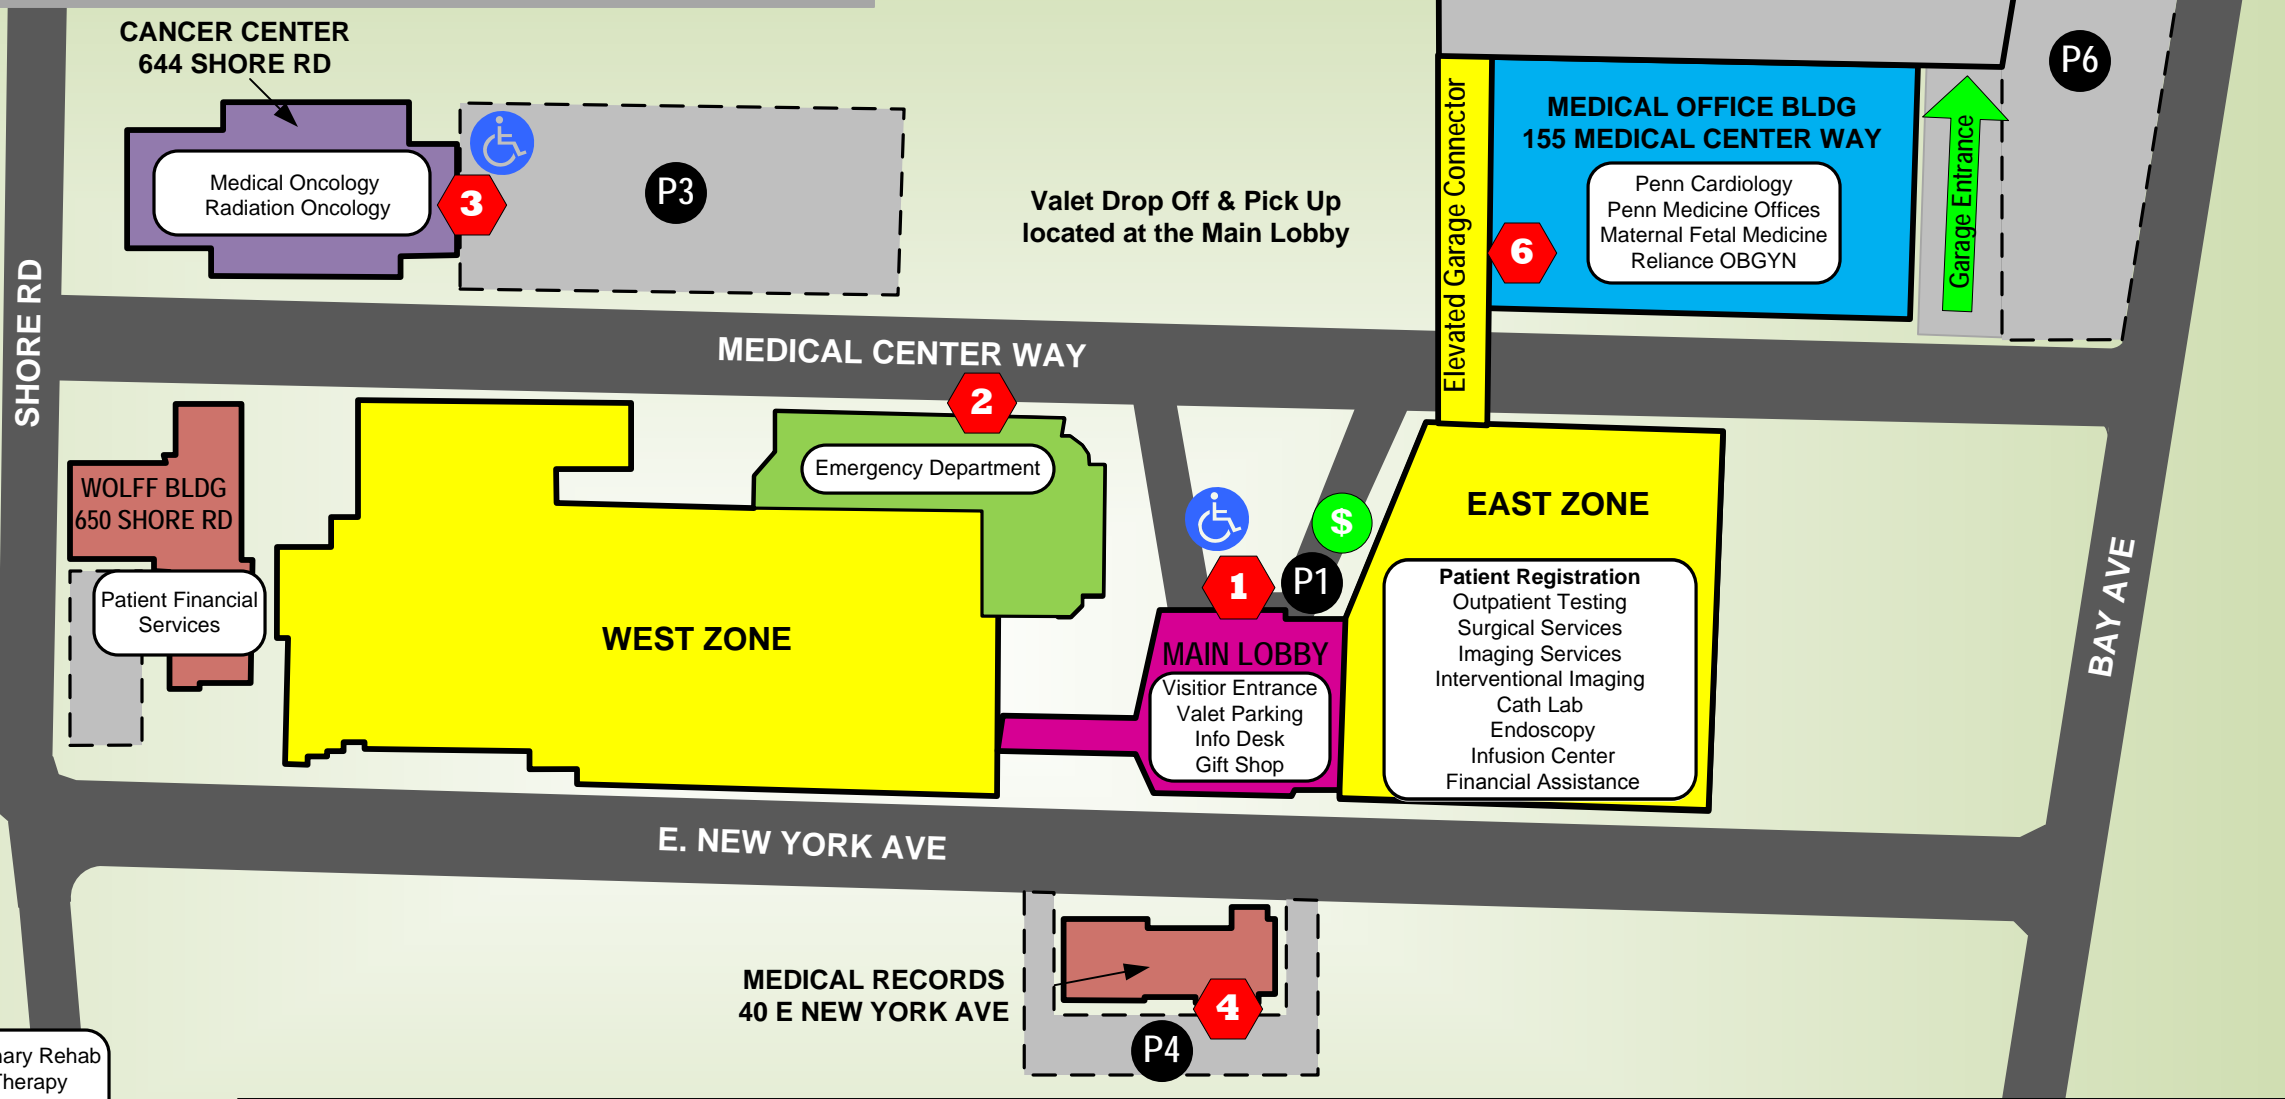 CANCER CENTER
644 SHORE RD
Medical Oncology
Radiation Oncology
3
P3
Valet Drop Off & Pick Up
located at the Main Lobby
Elevated Garage Connector
MEDICAL OFFICE BLDG
155 MEDICAL CENTER WAY
Penn Cardiology
Penn Medicine Offices
Maternal Fetal Medicine
Reliance OBGYN
6
Garage Entrance
P6
SHORE RD
MEDICAL CENTER WAY
2
Emergency Department
WOLFF BLDG
650 SHORE RD
Patient Financial
Services
WEST ZONE
$
1
P1
MAIN LOBBY
Visitior Entrance
Valet Parking
Info Desk
Gift Shop
EAST ZONE
Patient Registration
Outpatient Testing
Surgical Services
Imaging Services
Interventional Imaging
Cath Lab
Endoscopy
Infusion Center
Financial Assistance
BAY AVE
E. NEW YORK AVE
MEDICAL RECORDS
40 E NEW YORK AVE
4
P4
Rehab